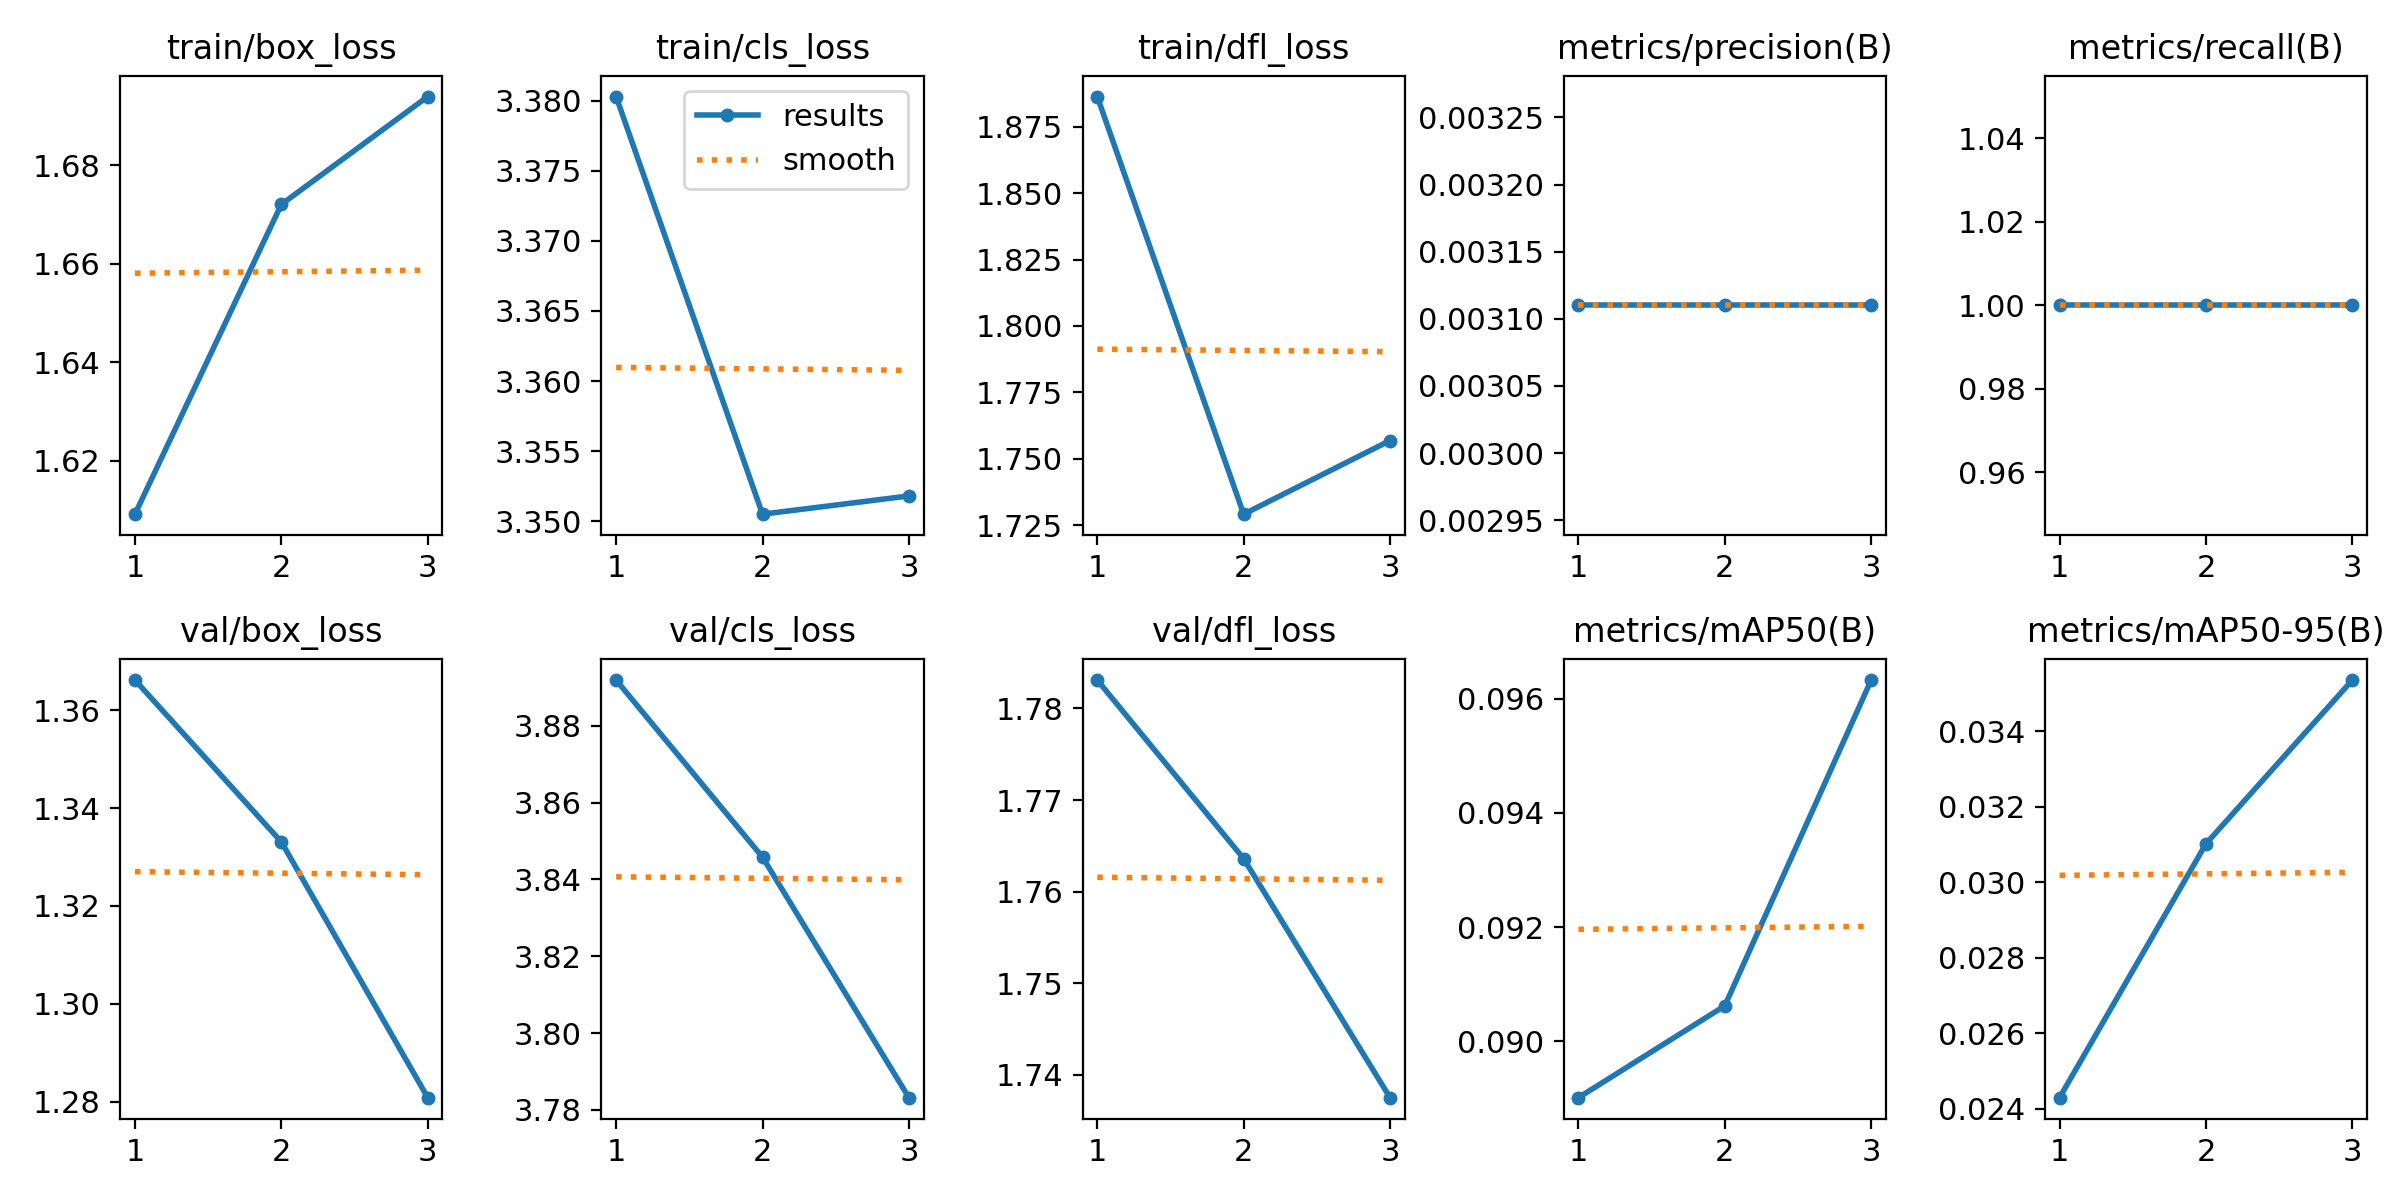 train/box_loss
1.68
1.66
1.64
1.62
1 2 3
train/cls_loss
results
smooth
3.380
3.375
3.370
3.365
3.360
3.355
3.350
1 2 3
train/dfl_loss
1.875
1.850
1.825
1.800
1.775
1.750
1.725
1 2 3
metrics/precision(B)
0.00325
0.00320
0.00315
0.00310
0.00305
0.00300
0.00295
1 2 3
metrics/recall(B)
1.04
1.02
1.00
0.98
0.96
1 2 3
val/box_loss
1.36
1.34
1.32
1.30
1.28
1 2 3
val/cls_loss
3.88
3.86
3.84
3.82
3.80
3.78
1 2 3
val/dfl_loss
1.78
1.77
1.76
1.75
1.74
1 2 3
metrics/mAP50(B)
0.096
0.094
0.092
0.090
1 2 3
metrics/mAP50-95(B)
0.034
0.032
0.030
0.028
0.026
0.024
1 2 3